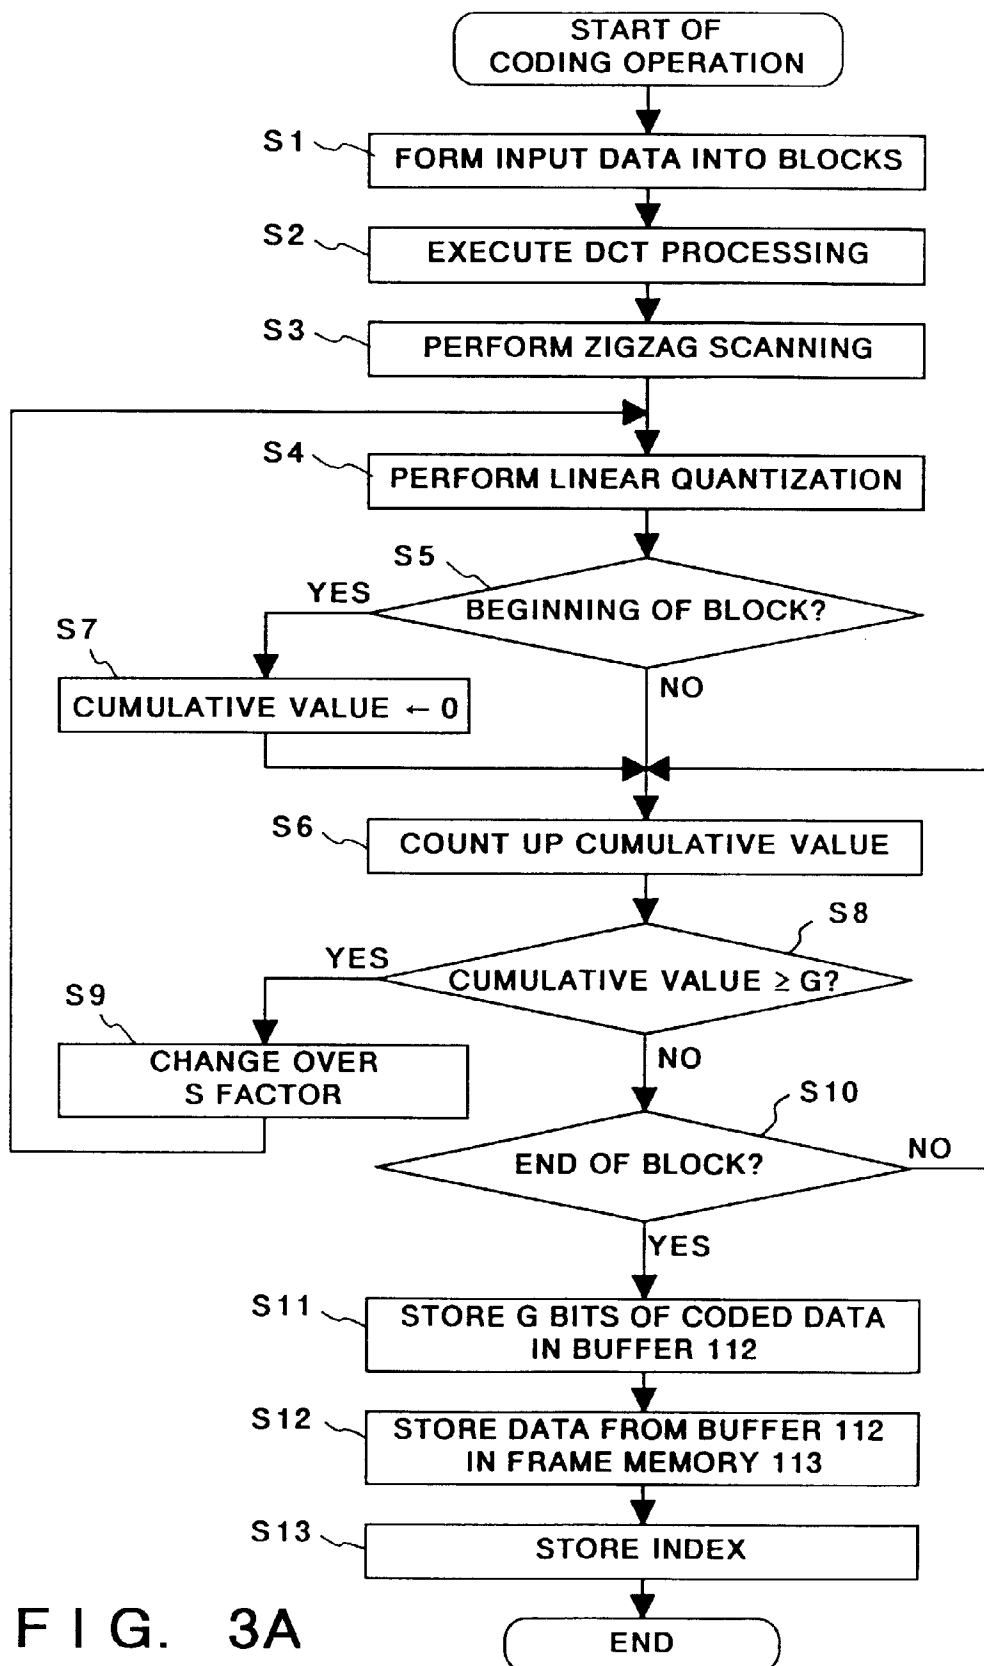 START OF
CODING OPERATION
S1
FORM INPUT DATA INTO BLOCKS
S2
EXECUTE DCT PROCESSING
S3
PERFORM ZIGZAG SCANNING
S4
PERFORM LINEAR QUANTIZATION
S5
YES
BEGINNING OF BLOCK?
S7
NO
CUMULATIVE VALUE ← 0
S6
COUNT UP CUMULATIVE VALUE
S8
YES
CUMULATIVE VALUE ≥ G?
S9
CHANGE OVER
S FACTOR
NO
S10
END OF BLOCK?
NO
YES
S11
STORE G BITS OF CODED DATA
IN BUFFER 112
S12
STORE DATA FROM BUFFER 112
IN FRAME MEMORY 113
S13
STORE INDEX
END
FIG. 3A